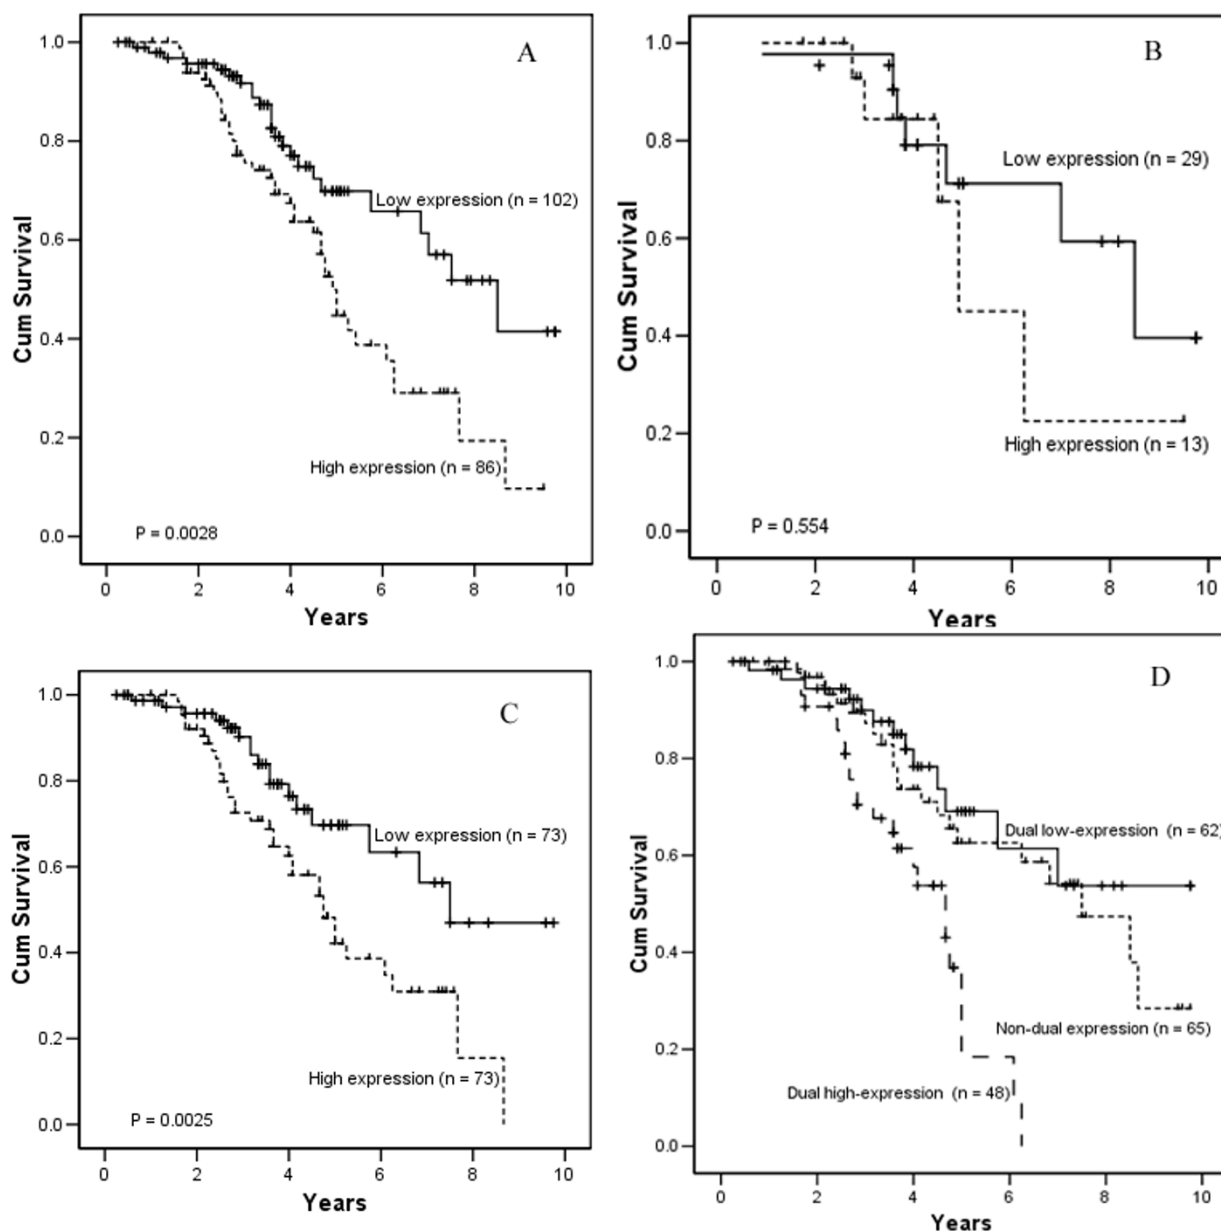 A
1.0
0.8
0.6
0.4
0.2
0.0
Cum Survival
Low expression (n = 102)
High expression (n = 86)
P = 0.0028
0 2 4 6 8 10
Years
B
1.0
0.8
0.6
0.4
0.2
0.0
Cum Survival
Low expression (n = 29)
High expression (n = 13)
P = 0.554
0 2 4 6 8 10
Years
C
1.0
0.8
0.6
0.4
0.2
0.0
Cum Survival
Low expression (n = 73)
High expression (n = 73)
P = 0.0025
0 2 4 6 8 10
Years
D
1.0
0.8
0.6
0.4
0.2
0.0
Cum Survival
Dual low-expression (n = 62)
Non-dual expression (n = 65)
Dual high-expression (n = 48)
0 2 4 6 8 10
Years